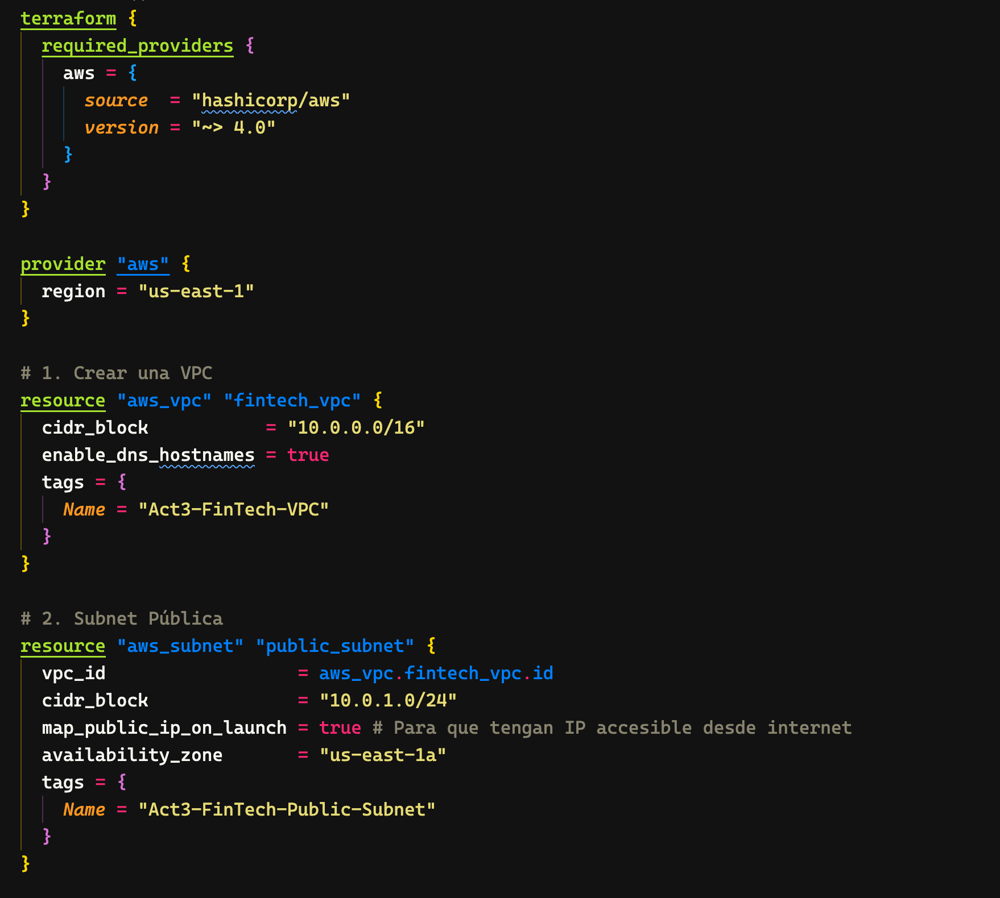 terraform {
  required_providers {
    aws = {
      source  = "hashicorp/aws"
      version = "~> 4.0"
    }
  }
}

provider "aws" {
  region = "us-east-1"
}

# 1. Crear una VPC
resource "aws_vpc" "fintech_vpc" {
  cidr_block           = "10.0.0.0/16"
  enable_dns_hostnames = true
  tags = {
    Name = "Act3-FinTech-VPC"
  }
}

# 2. Subnet Pública
resource "aws_subnet" "public_subnet" {
  vpc_id                  = aws_vpc.fintech_vpc.id
  cidr_block              = "10.0.1.0/24"
  map_public_ip_on_launch = true # Para que tengan IP accesible desde internet
  availability_zone       = "us-east-1a"
  tags = {
    Name = "Act3-FinTech-Public-Subnet"
  }
}